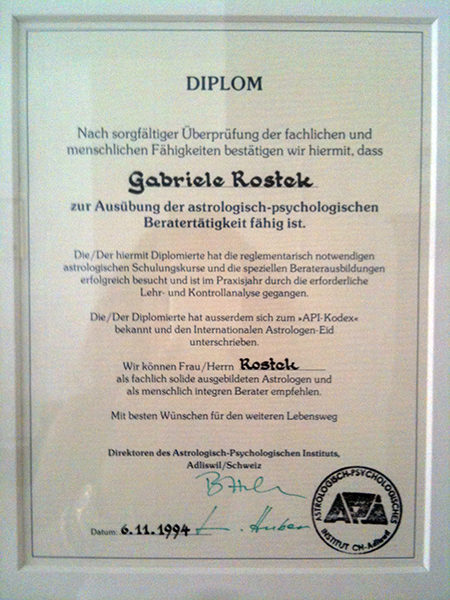 DIPLOM
Nach sorgfältiger Überprüfung der fachlichen und
menschlichen Fähigkeiten bestätigen wir hiermit, dass
Gabriele Rostek
zur Ausübung der astrologisch-psychologischen
Beratertätigkeit fähig ist.
Die/Der hiermit Diplomierte hat die reglementarisch notwendigen
astrologischen Schulungskurse und die speziellen Beraterausbildungen
erfolgreich besucht und ist im Praxisjahr durch die erforderliche
Lehr- und Kontrollanalyse gegangen.
Die/Der Diplomierte hat ausserdem sich zum »API-Kodex«
bekannt und den Internationalen Astrologen-Eid
unterschrieben.
Wir können Frau/Herrn Rostek
als fachlich solide ausgebildeten Astrologen und
als menschlich integren Berater empfehlen.
Mit besten Wünschen für den weiteren Lebensweg
Direktoren des Astrologisch-Psychologischen Instituts,
Adliswil/Schweiz
Datum: 6.11.1994
Huber
ASTROLOGISCH-PSYCHOLOGISCHES
API
INSTITUT CH-Adliswil